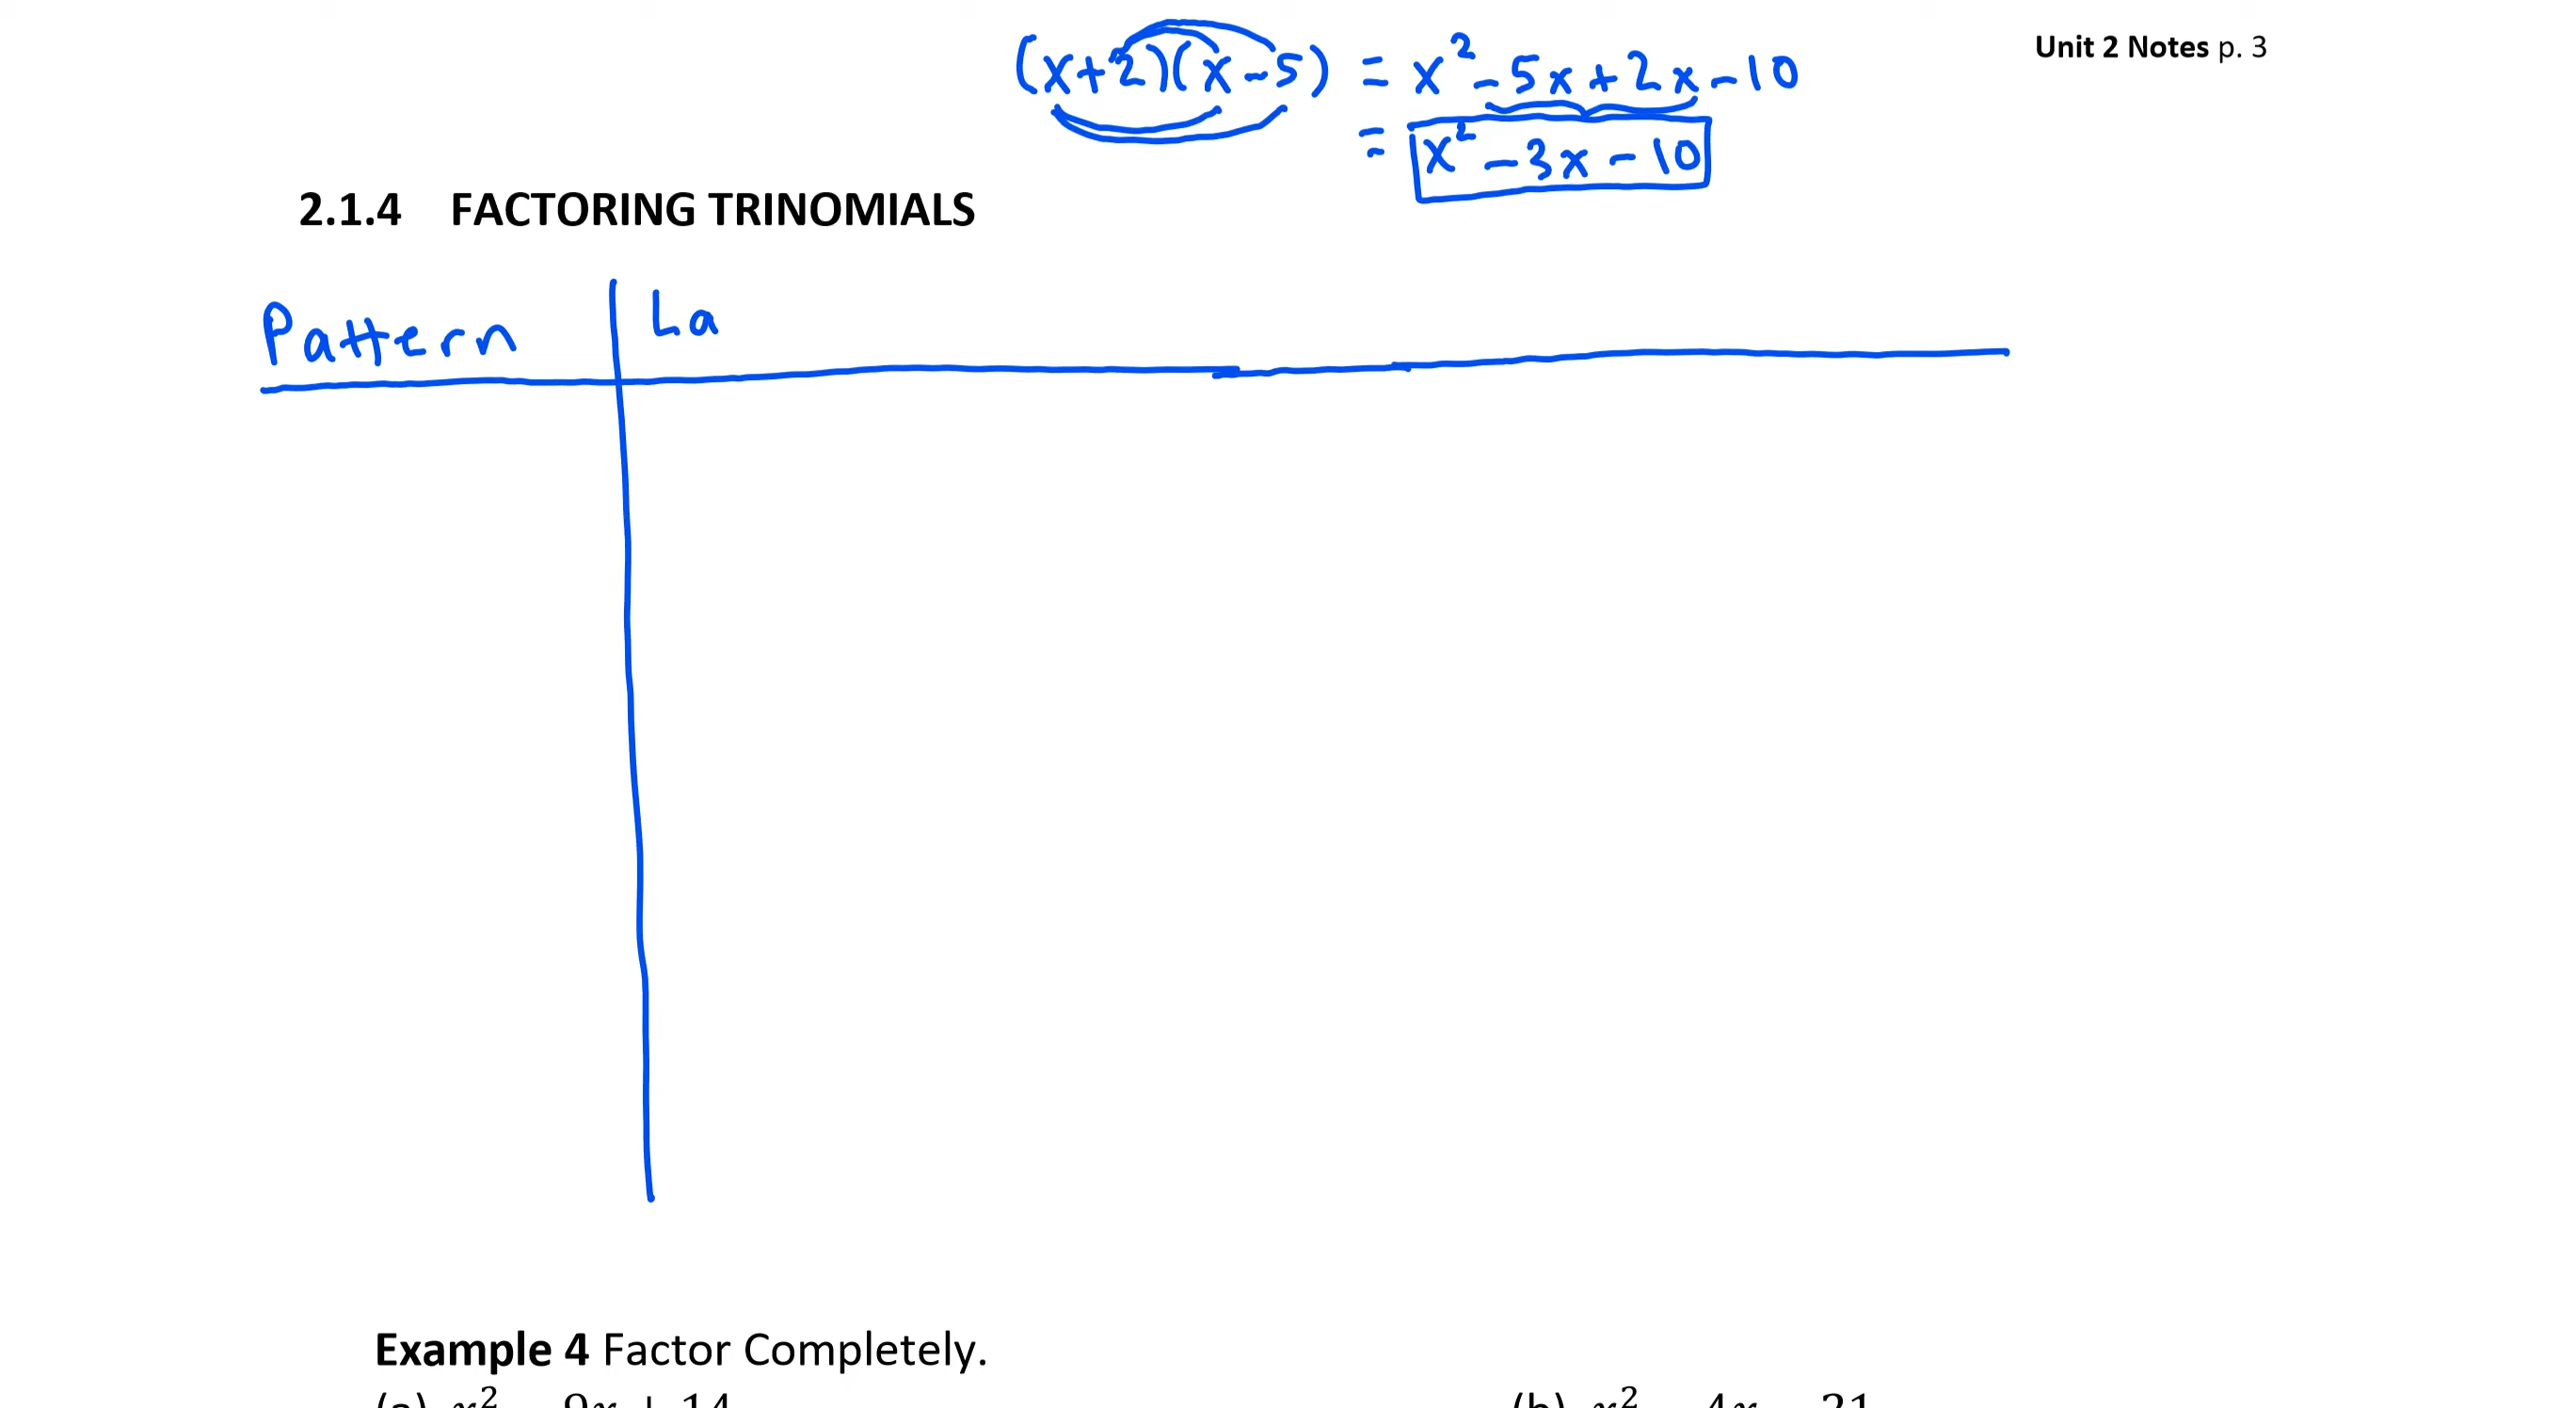 (x+2)(x-5) = x² - 5x + 2x - 10
Unit 2 Notes p. 3
= x² - 3x - 10
2.1.4 FACTORING TRINOMIALS
Pattern La
Example 4 Factor Completely.